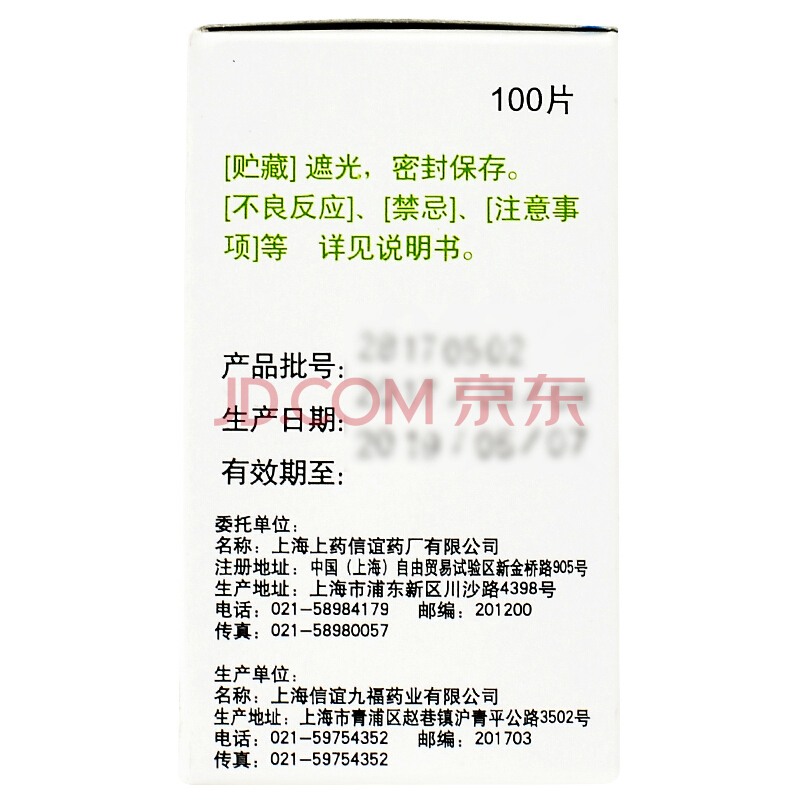 100片
[贮藏] 遮光，密封保存。
[不良反应]、[禁忌]、[注意事
项]等 详见说明书。
20170502
产品批号：
JD.COM 京东
生产日期：
2019/05/07
有效期至：
委托单位：
名称：上海上药信谊药厂有限公司
注册地址：中国（上海）自由贸易试验区新金桥路905号
生产地址：上海市浦东新区川沙路4398号
电话：021-58984179 邮编：201200
传真：021-58980057
生产单位：
名称：上海信谊九福药业有限公司
生产地址：上海市青浦区赵巷镇沪青平公路3502号
电话：021-59754352 邮编：201703
传真：021-59754352